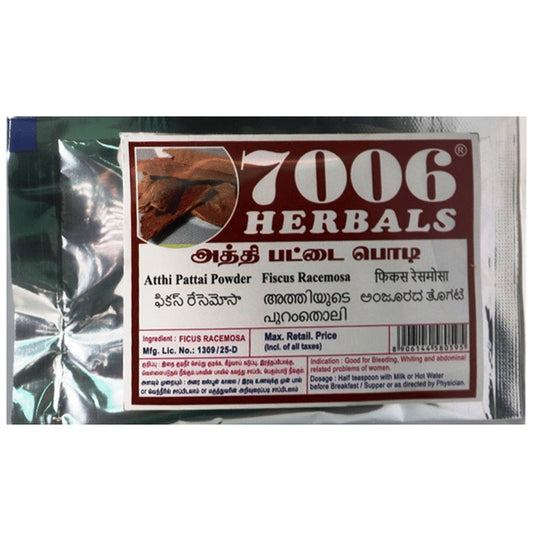 7006®
HERBALS
அத்தி பட்டை பொடி
Atthi Pattai Powder Fiscus Racemosa फिकस रेसमोसा
ఫికస్ రేసెమోసా അത്തിയുടെ പുറംതൊലി ಅಂಜೂರದ ತೊಗಟೆ
Ingredient : FICUS RACEMOSA
Mfg. Lic. No.: 1309/25-D
Max. Retail. Price
(Incl. of all taxes)
8 906144 580595
Indication : Good for Bleeding, Whiting and abdominal
related problems of women.
Dosage : Half teaspoon with Milk or Hot Water
before Breakfast / Supper or as directed by Physician.